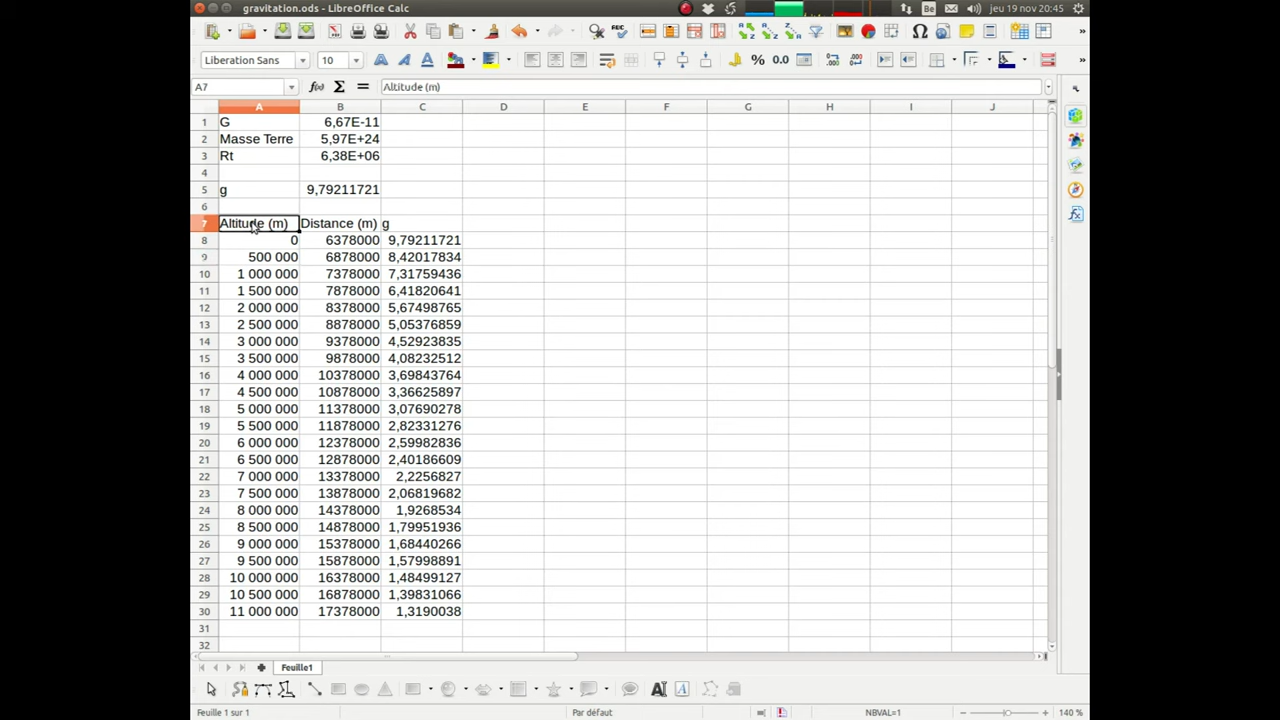 gravitation.ods - LibreOffice Calc
Be
jeu 19 nov 20:45
Liberation Sans
10
A7
Altitude (m)
A B C D E F G H I J
1 G 6,67E-11
2 Masse Terre 5,97E+24
3 Rt 6,38E+06
4
5 g 9,79211721
6
7 Altitude (m) Distance (m) g
8 0 6378000 9,79211721
9 500 000 6878000 8,42017834
10 1 000 000 7378000 7,31759436
11 1 500 000 7878000 6,41820641
12 2 000 000 8378000 5,67498765
13 2 500 000 8878000 5,05376859
14 3 000 000 9378000 4,52923835
15 3 500 000 9878000 4,08232512
16 4 000 000 10378000 3,69843764
17 4 500 000 10878000 3,36625897
18 5 000 000 11378000 3,07690278
19 5 500 000 11878000 2,82331276
20 6 000 000 12378000 2,59982836
21 6 500 000 12878000 2,40186609
22 7 000 000 13378000 2,2256827
23 7 500 000 13878000 2,06819682
24 8 000 000 14378000 1,9268534
25 8 500 000 14878000 1,79951936
26 9 000 000 15378000 1,68440266
27 9 500 000 15878000 1,57998891
28 10 000 000 16378000 1,48499127
29 10 500 000 16878000 1,39831066
30 11 000 000 17378000 1,3190038
31
32
Feuille1
Feuille 1 sur 1 Par défaut NBVAL=1 140 %